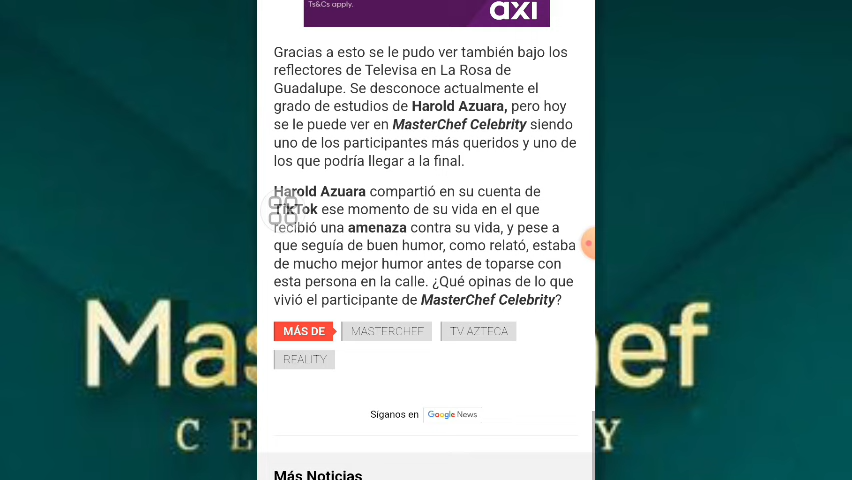 Ts&Cs apply.
axi
Gracias a esto se le pudo ver también bajo los
reflectores de Televisa en La Rosa de
Guadalupe. Se desconoce actualmente el
grado de estudios de Harold Azuara, pero hoy
se le puede ver en MasterChef Celebrity siendo
uno de los participantes más queridos y uno de
los que podría llegar a la final.
Harold Azuara compartió en su cuenta de
TikTok ese momento de su vida en el que
recibió una amenaza contra su vida, y pese a
que seguía de buen humor, como relató, estaba
de mucho mejor humor antes de toparse con
esta persona en la calle. ¿Qué opinas de lo que
vivió el participante de MasterChef Celebrity?
MÁS DE MASTERCHEF TV AZTECA
REALITY
Síganos en Google News
Más Noticias
Mas ef
C E Y